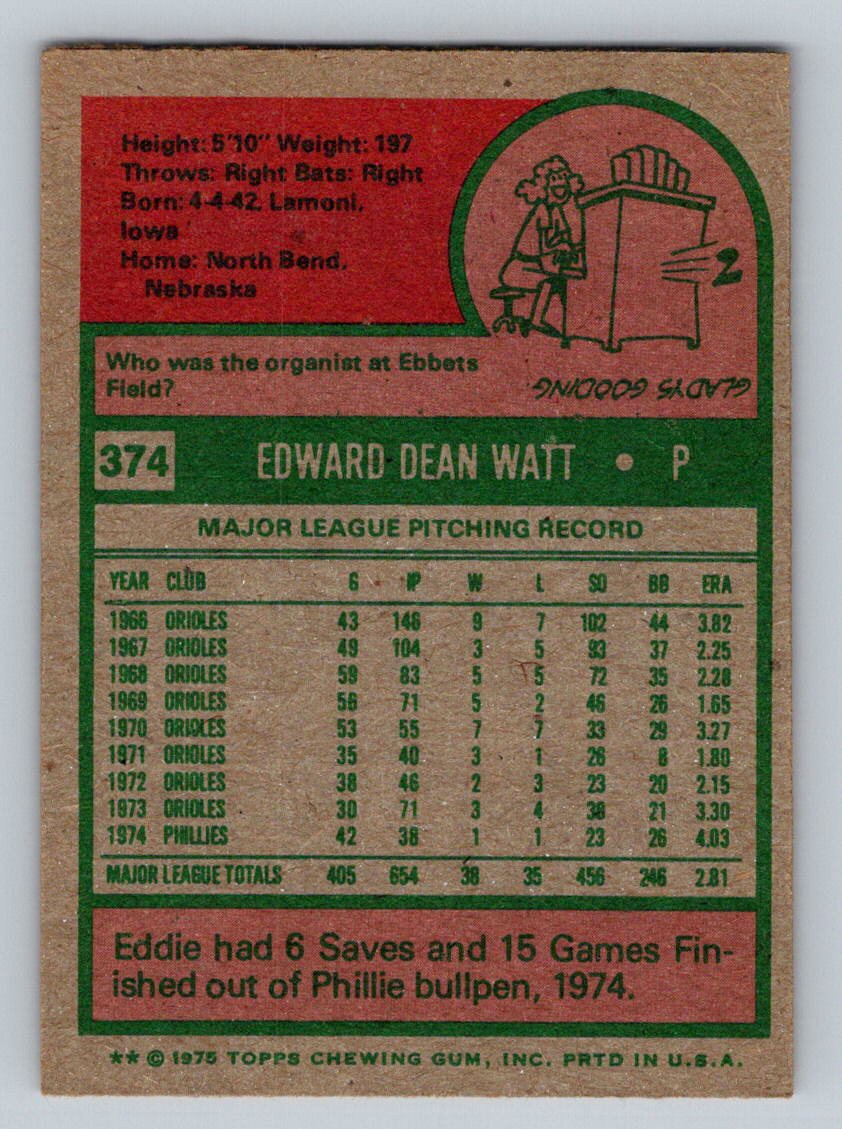 Height: 5'10" Weight: 197
Throws: Right Bats: Right
Born: 4-4-42, Lamoni,
Iowa
Home: North Bend,
Nebraska
2
Who was the organist at Ebbets
Field?
GLADYS GOODING
374 EDWARD DEAN WATT • P
MAJOR LEAGUE PITCHING RECORD
YEAR CLUB G IP W L SO BB ERA
1966 ORIOLES 43 146 9 7 102 44 3.82
1967 ORIOLES 49 104 3 5 93 37 2.25
1968 ORIOLES 59 83 5 5 72 35 2.28
1969 ORIOLES 56 71 5 2 46 26 1.65
1970 ORIOLES 53 55 7 7 33 29 3.27
1971 ORIOLES 35 40 3 1 26 8 1.80
1972 ORIOLES 38 46 2 3 23 20 2.15
1973 ORIOLES 30 71 3 4 38 21 3.30
1974 PHILLIES 42 38 1 1 23 26 4.03
MAJOR LEAGUE TOTALS 405 654 38 35 456 246 2.81
Eddie had 6 Saves and 15 Games Fin-
ished out of Phillie bullpen, 1974.
** © 1975 TOPPS CHEWING GUM, INC. PRTD IN U.S.A.